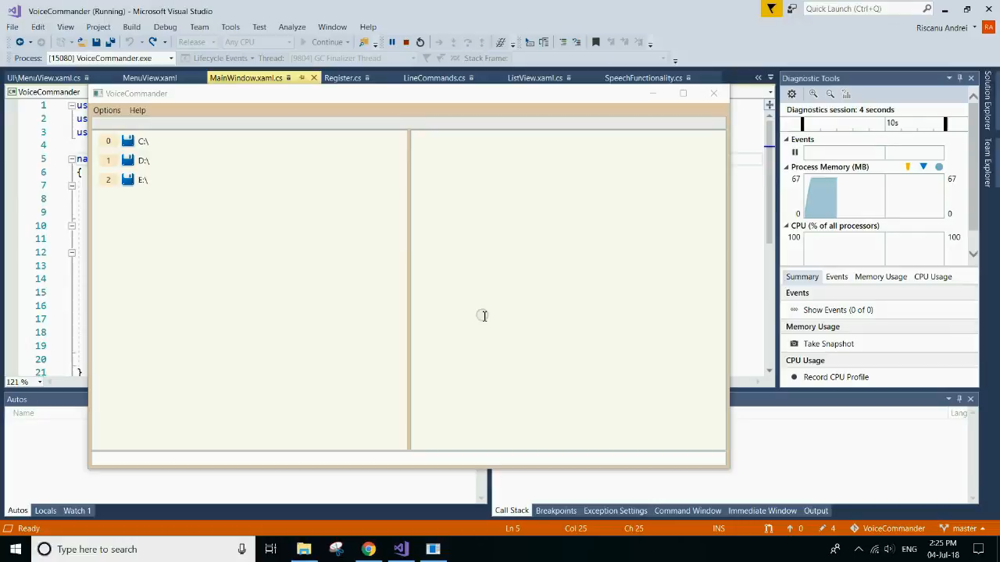 VoiceCommander (Running) - Microsoft Visual Studio
Quick Launch (Ctrl+Q)
File Edit View Project Build Debug Team Tools Test Analyze Window Help
Riscanu Andrei RA
Release Any CPU Continue
Process: [15080] VoiceCommander.exe Lifecycle Events Thread: [9804] GC Finalizer Thread Stack Frame:
UI\MenuView.xaml.cs MenuView.xaml MainWindow.xaml.cs Register.cs LineCommands.cs ListView.xaml.cs SpeechFunctionality.cs
Diagnostic Tools
VoiceCommander
VoiceCommander
Options Help
0 C:\
1 D:\
2 E:\
1 us
2 us
3 us
4
5 na
6 {
7
8
9
10
11
12
13
14
15
16
17
18
19
20
21 }
121 %
Diagnostics session: 4 seconds
10s
Events
Process Memory (MB)
67 67
0 0
CPU (% of all processors)
100 100
Summary Events Memory Usage CPU Usage
Events
Show Events (0 of 0)
Memory Usage
Take Snapshot
CPU Usage
Record CPU Profile
Solution Explorer
Team Explorer
Autos
Name
Lang
Autos Locals Watch 1
Call Stack Breakpoints Exception Settings Command Window Immediate Window Output
Ready Ln 5 Col 25 Ch 25 INS 0 4 VoiceCommander master
Type here to search
ENG
2:25 PM
04-Jul-18